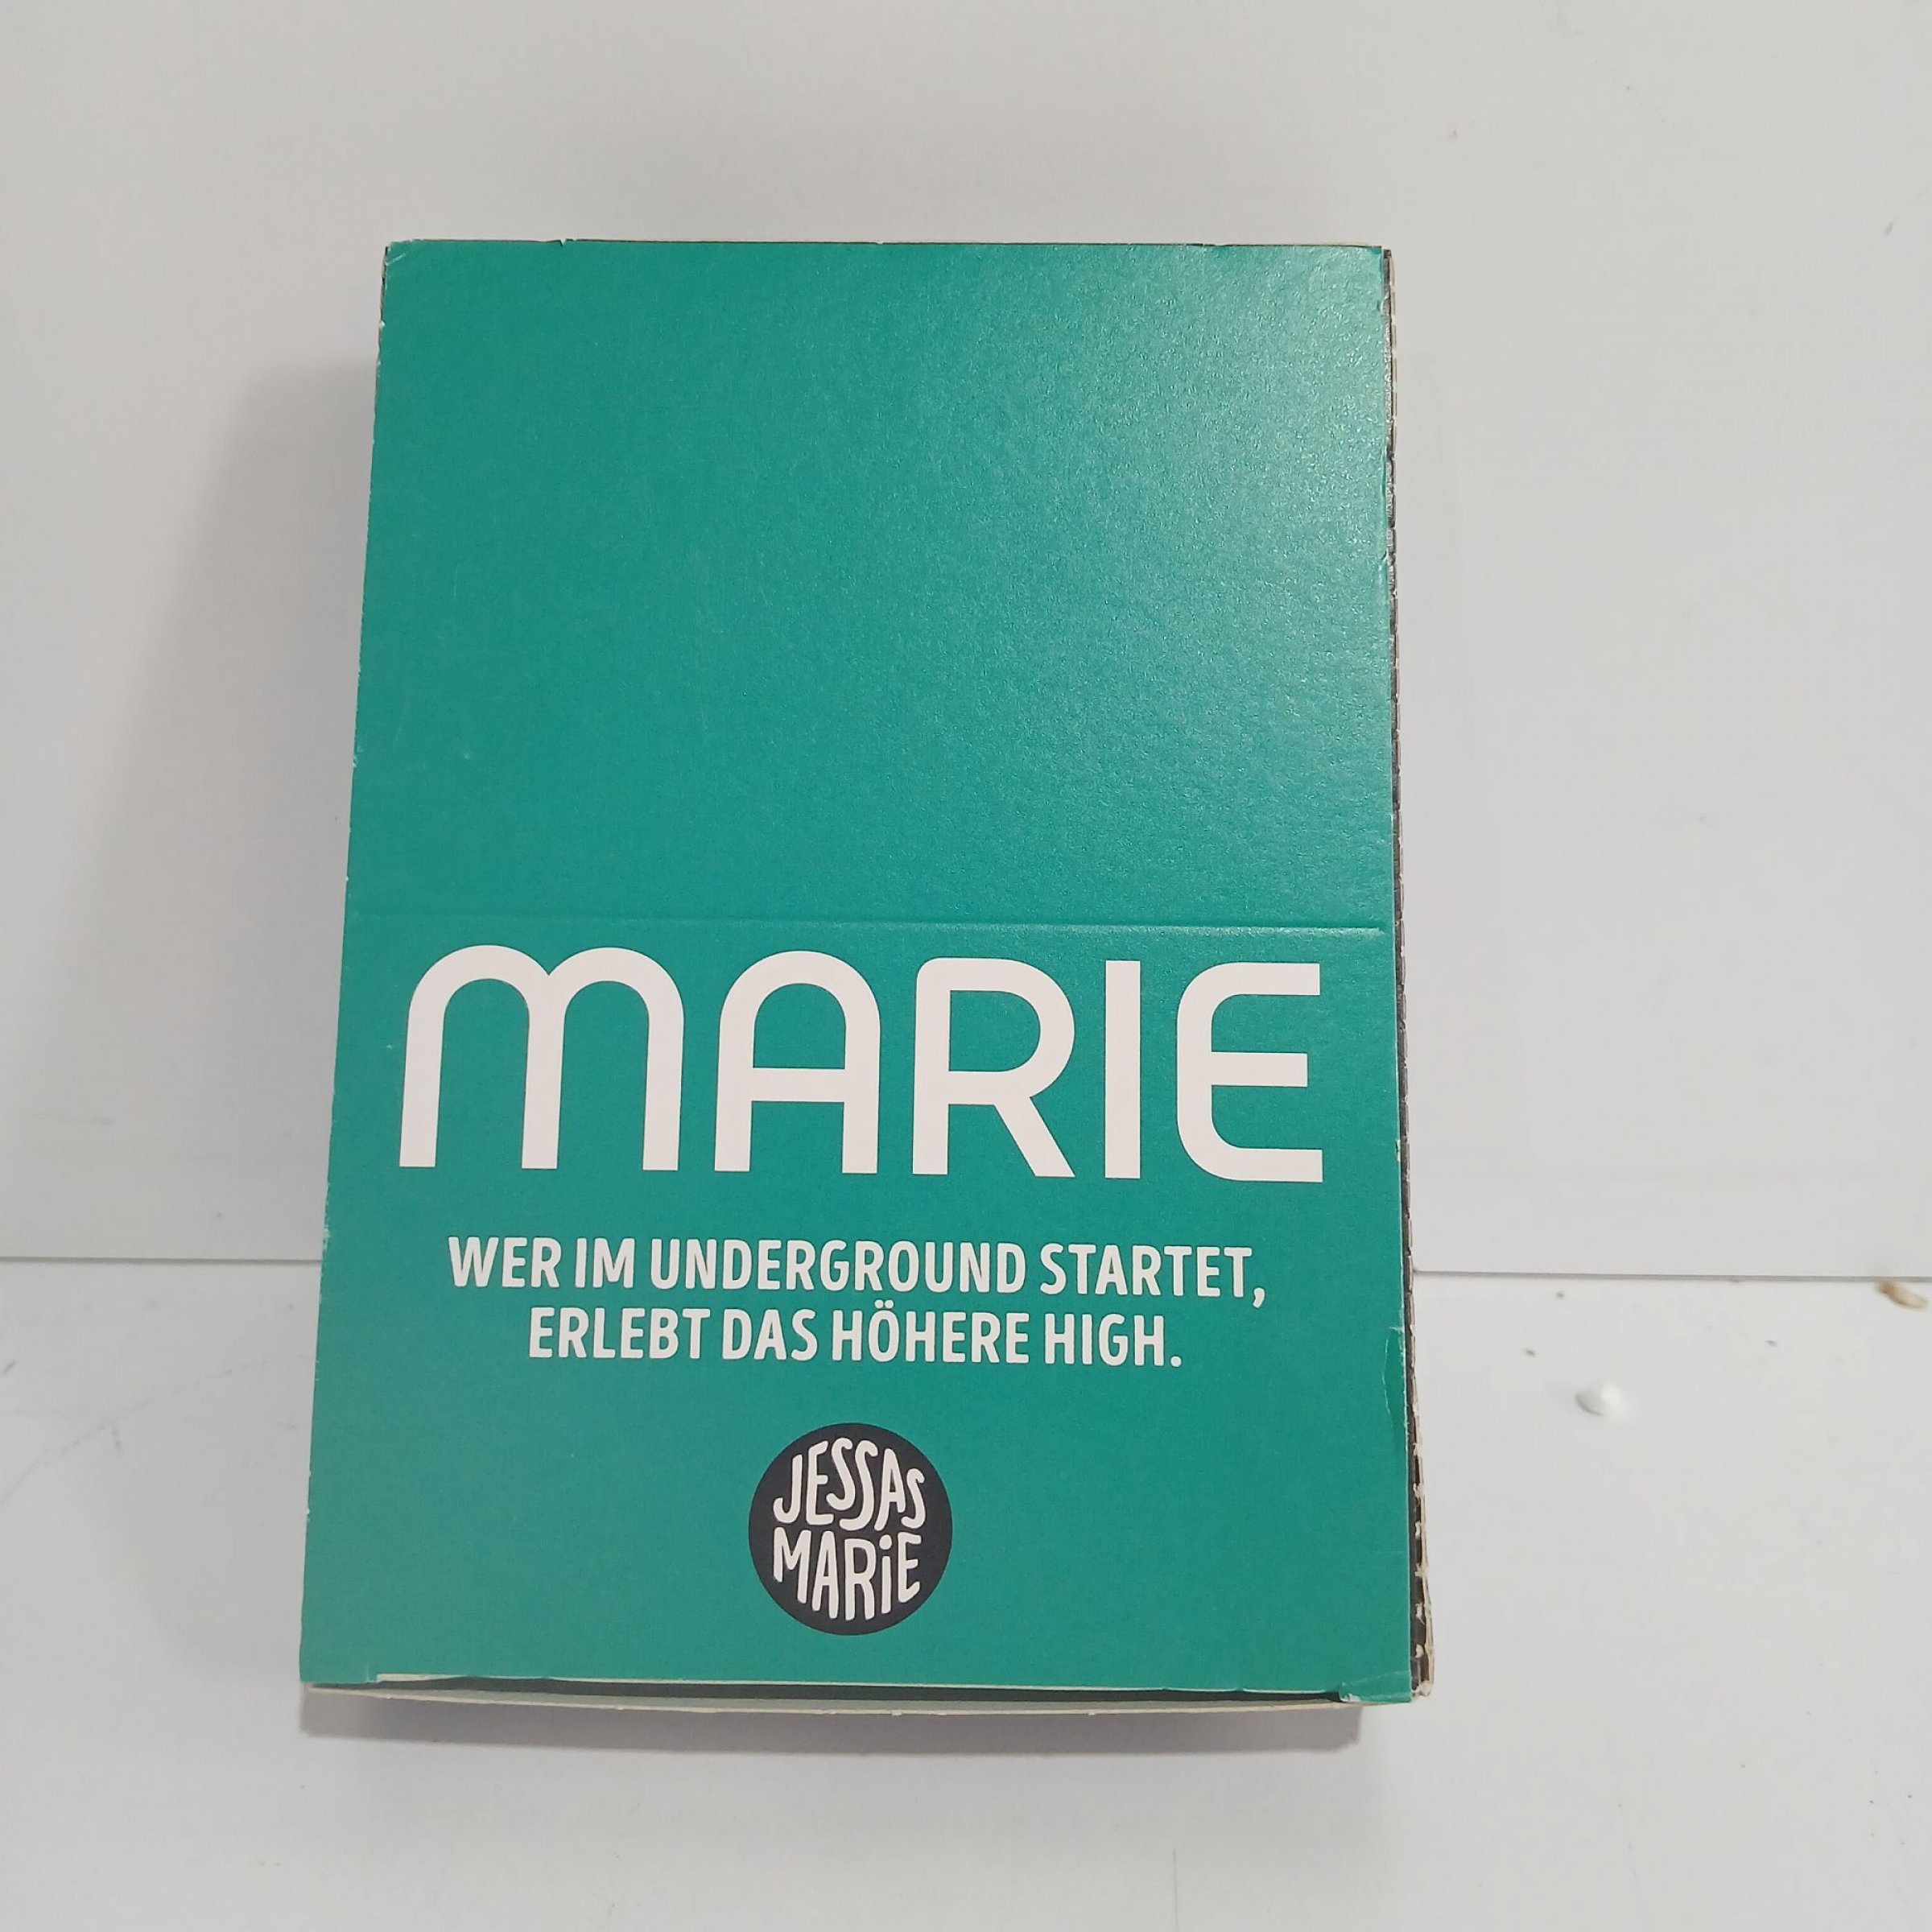 MARIE
WER IM UNDERGROUND STARTET,
ERLEBT DAS HÖHERE HIGH.
JESSAS
MARiE